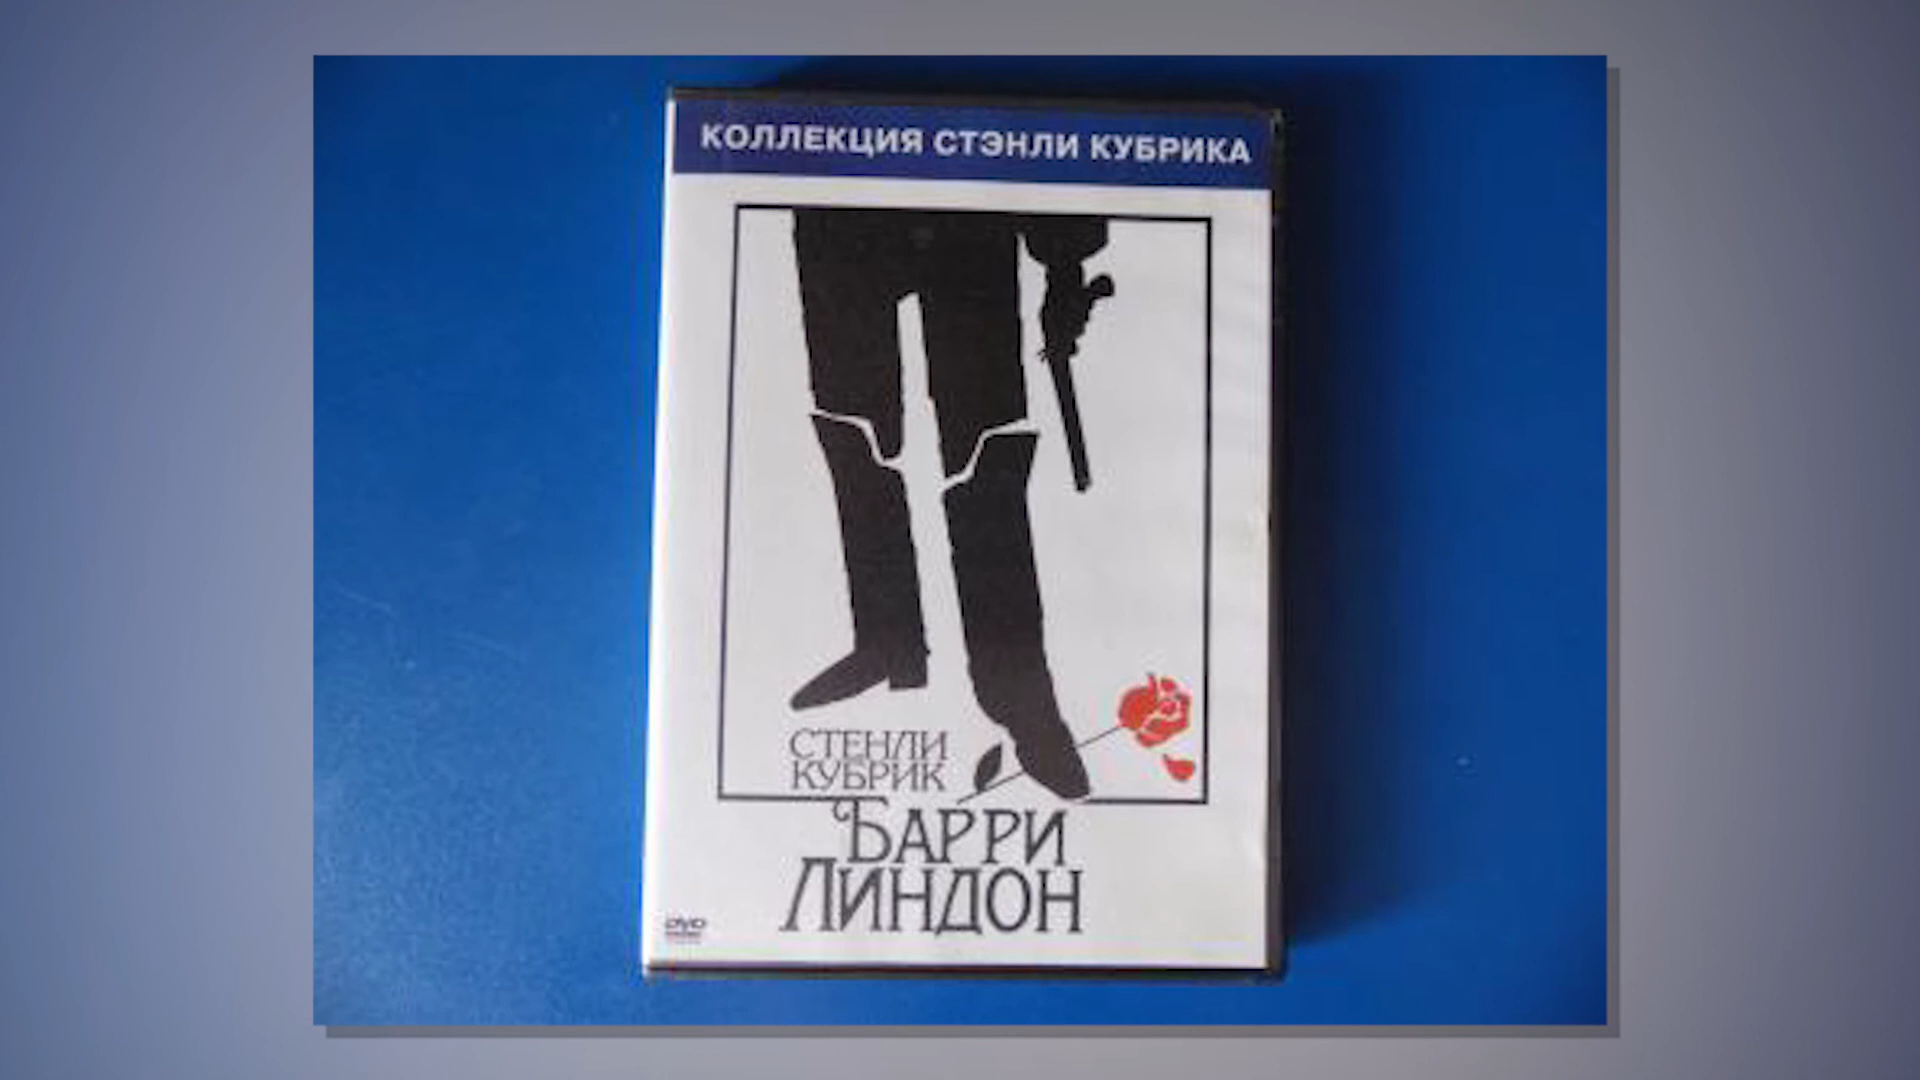 КОЛЛЕКЦИЯ СТЭНЛИ КУБРИКА
СТЕНЛИ
КУБРИК
БАРРИ
ЛИНДОН
DVD